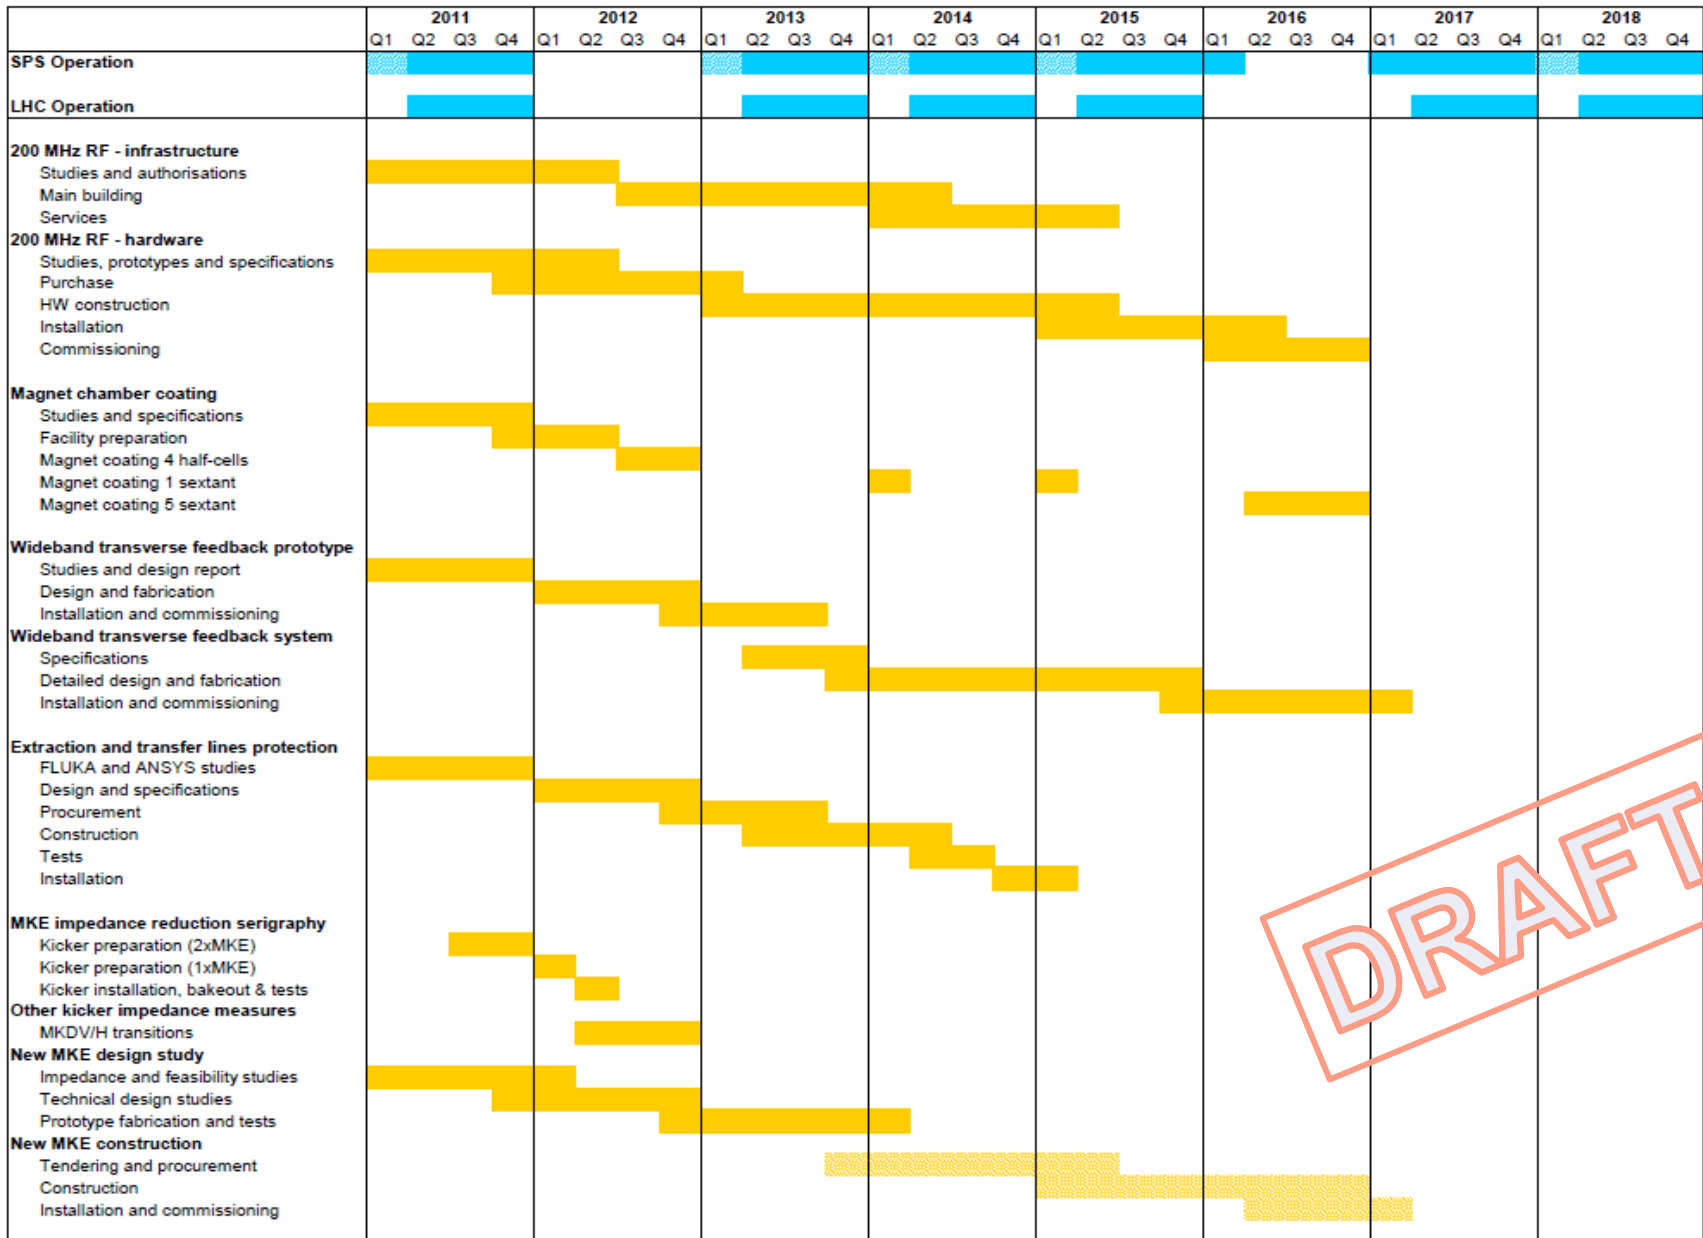 2011 2012 2013 2014 2015 2016 2017 2018
Q1 Q2 Q3 Q4 Q1 Q2 Q3 Q4 Q1 Q2 Q3 Q4 Q1 Q2 Q3 Q4 Q1 Q2 Q3 Q4 Q1 Q2 Q3 Q4 Q1 Q2 Q3 Q4 Q1 Q2 Q3 Q4
SPS Operation
LHC Operation
200 MHz RF - infrastructure
Studies and authorisations
Main building
Services
200 MHz RF - hardware
Studies, prototypes and specifications
Purchase
HW construction
Installation
Commissioning
Magnet chamber coating
Studies and specifications
Facility preparation
Magnet coating 4 half-cells
Magnet coating 1 sextant
Magnet coating 5 sextant
Wideband transverse feedback prototype
Studies and design report
Design and fabrication
Installation and commissioning
Wideband transverse feedback system
Specifications
Detailed design and fabrication
Installation and commissioning
Extraction and transfer lines protection
FLUKA and ANSYS studies
Design and specifications
Procurement
Construction
Tests
Installation
MKE impedance reduction serigraphy
Kicker preparation (2xMKE)
Kicker preparation (1xMKE)
Kicker installation, bakeout & tests
Other kicker impedance measures
MKDV/H transitions
New MKE design study
Impedance and feasibility studies
Technical design studies
Prototype fabrication and tests
New MKE construction
Tendering and procurement
Construction
Installation and commissioning
DRAFT